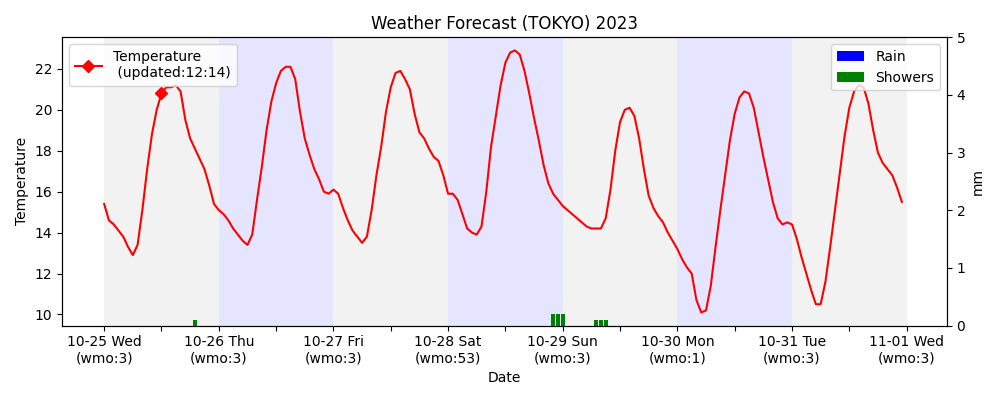 Weather Forecast (TOKYO) 2023
Temperature
(updated:12:14)
Rain
Showers
Temperature
22
20
18
16
14
12
10
5
4
3
2
1
0
mm
10-25 Wed
(wmo:3)
10-26 Thu
(wmo:3)
10-27 Fri
(wmo:3)
10-28 Sat
(wmo:53)
10-29 Sun
(wmo:3)
10-30 Mon
(wmo:1)
10-31 Tue
(wmo:3)
11-01 Wed
(wmo:3)
Date